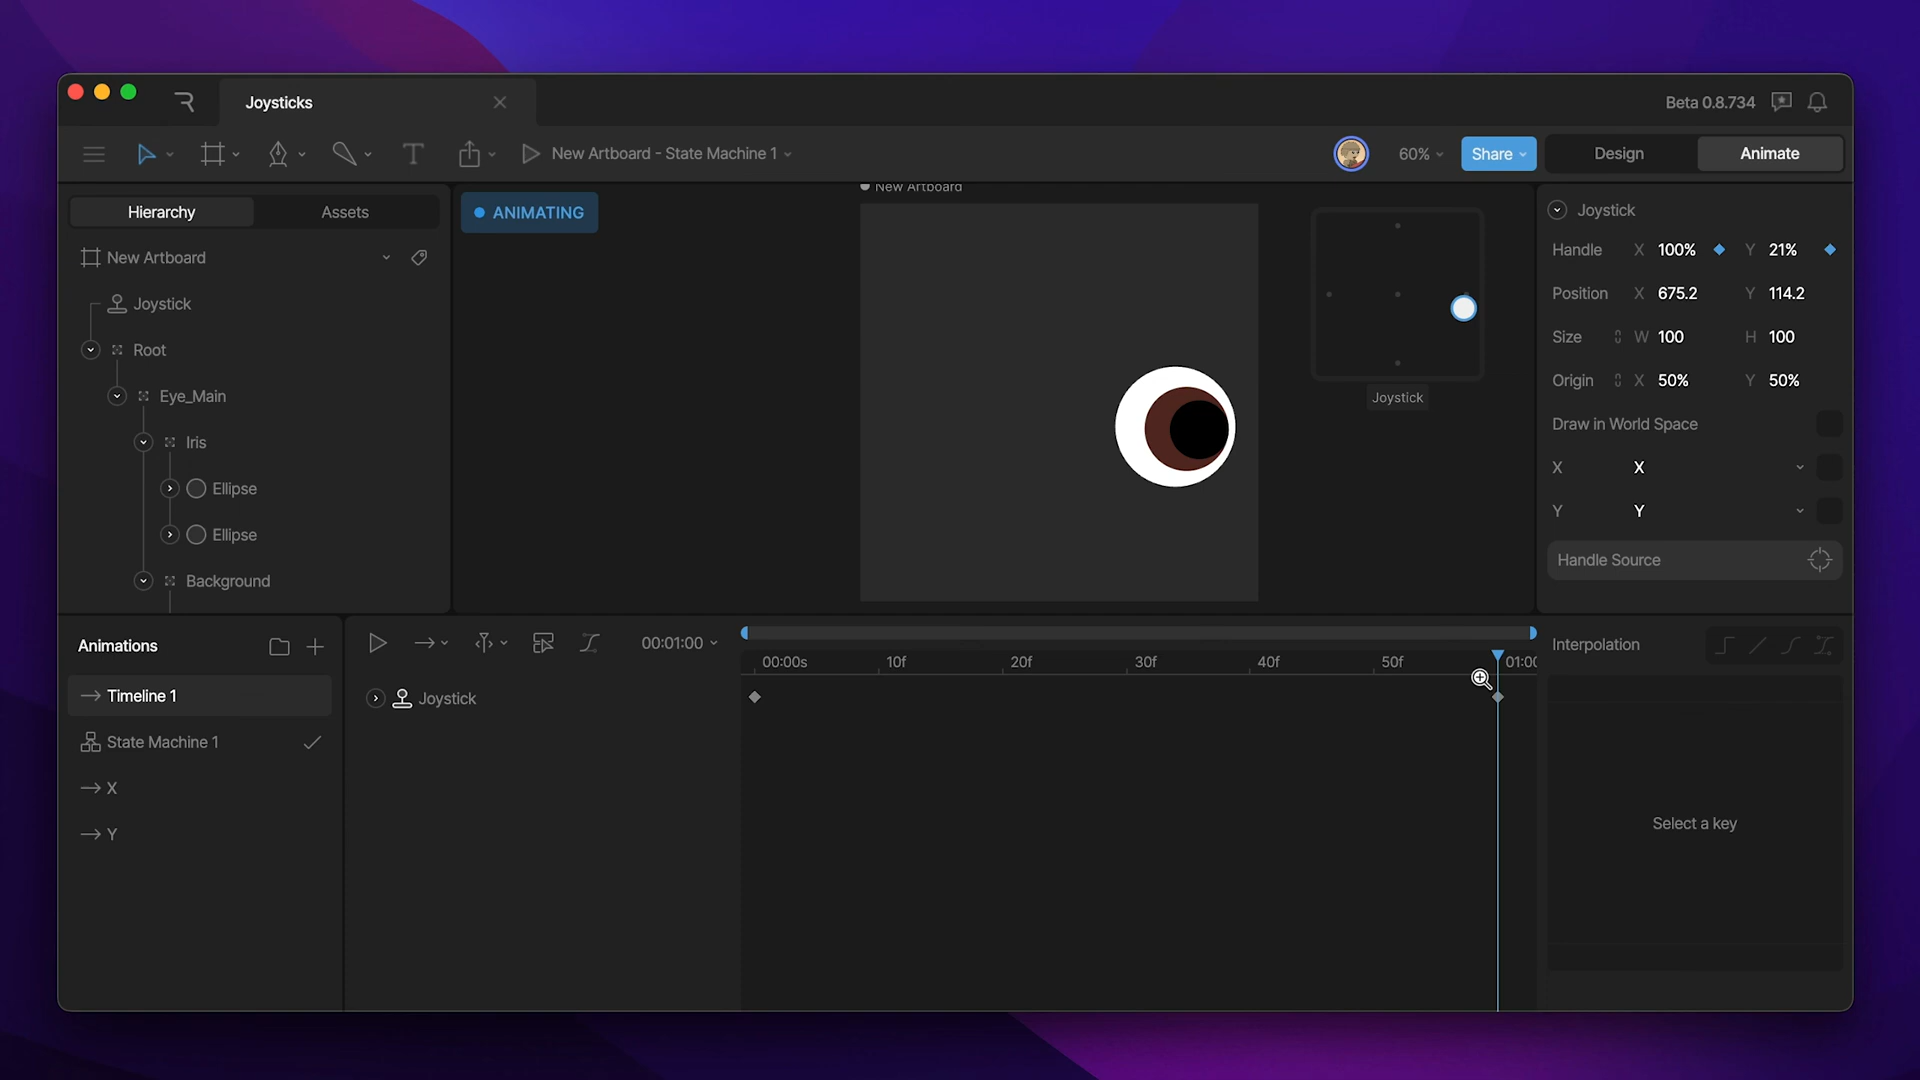 Joysticks
Beta 0.8.734
New Artboard - State Machine 1
60%
Share
Design
Animate
Hierarchy
Assets
ANIMATING
New Artboard
Joystick
New Artboard
Joystick
Root
Eye_Main
Iris
Ellipse
Ellipse
Background
Joystick
Handle X 100% Y 21%
Position X 675.2 Y 114.2
Size W 100 H 100
Origin X 50% Y 50%
Draw in World Space
X X
Y Y
Handle Source
Animations
Timeline 1
State Machine 1
X
Y
00:01:00
00:00s 10f 20f 30f 40f 50f 01:00
Joystick
Interpolation
Select a key